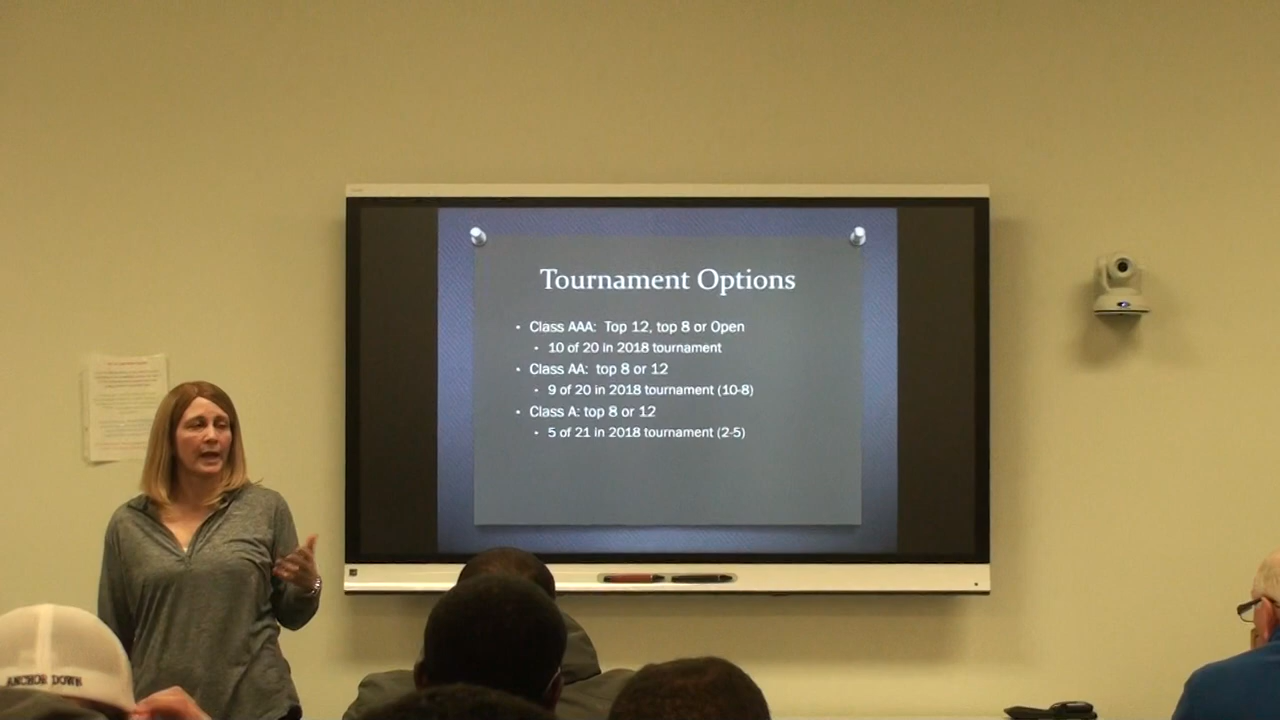 Tournament Options
• Class AAA: Top 12, top 8 or Open
• 10 of 20 in 2018 tournament
• Class AA: top 8 or 12
• 9 of 20 in 2018 tournament (10-8)
• Class A: top 8 or 12
• 5 of 21 in 2018 tournament (2-5)
ANCHOR DOWN